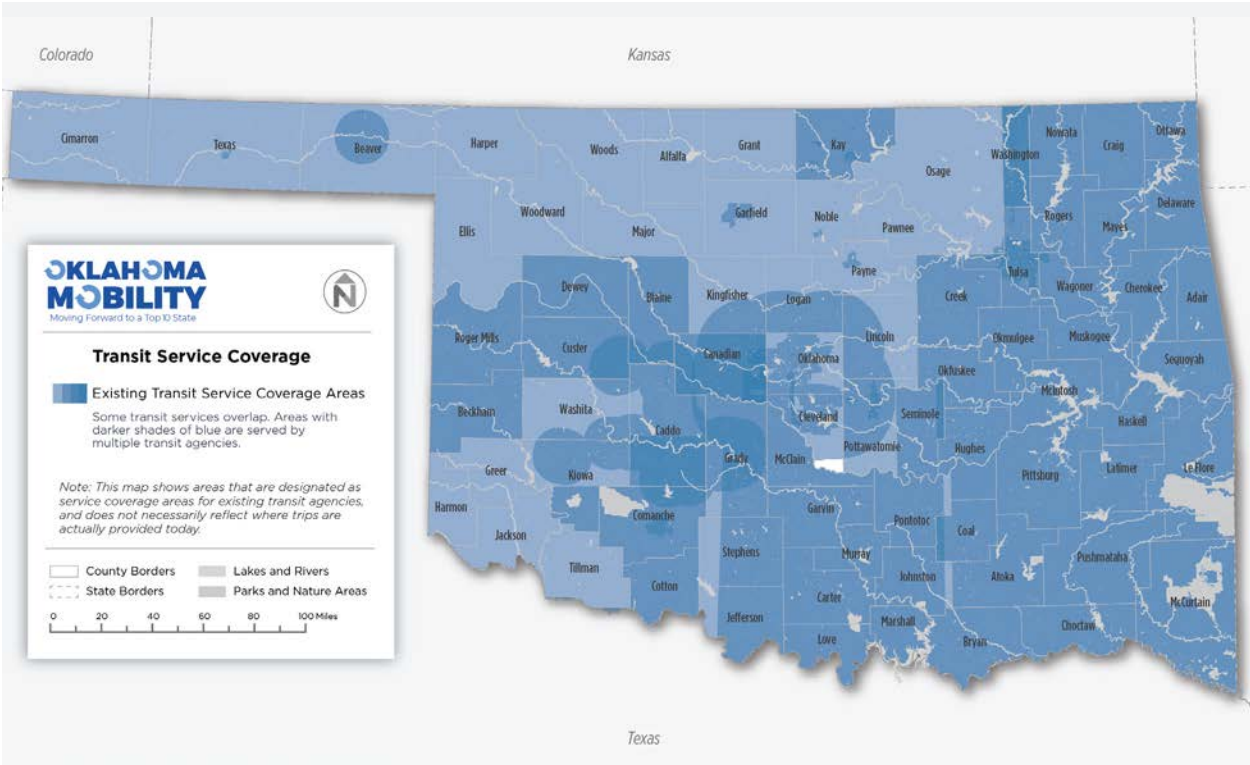 Colorado
Kansas
Cimarron
Texas
Beaver
Harper
Woods
Alfalfa
Grant
Kay
Osage
Washington
Nowata
Craig
Ottawa
Ellis
Woodward
Major
Garfield
Noble
Pawnee
Rogers
Mayes
Delaware
Dewey
Blaine
Kingfisher
Logan
Payne
Creek
Tulsa
Wagoner
Cherokee
Adair
Roger Mills
Custer
Canadian
Oklahoma
Lincoln
Okfuskee
Okmulgee
Muskogee
Sequoyah
Beckham
Washita
Caddo
Cleveland
Seminole
McIntosh
Haskell
Greer
Kiowa
Grady
McClain
Pottawatomie
Hughes
Pittsburg
Latimer
Le Flore
Harmon
Jackson
Comanche
Garvin
Pontotoc
Coal
Tillman
Stephens
Murray
Johnston
Atoka
Pushmataha
McCurtain
Cotton
Jefferson
Carter
Love
Marshall
Bryan
Choctaw
Texas
OKLAHOMA
MOBILITY
Moving Forward to a Top 10 State
N
Transit Service Coverage
Existing Transit Service Coverage Areas
Some transit services overlap. Areas with
darker shades of blue are served by
multiple transit agencies.
Note: This map shows areas that are designated as
service coverage areas for existing transit agencies,
and does not necessarily reflect where trips are
actually provided today.
County Borders
Lakes and Rivers
State Borders
Parks and Nature Areas
0 20 40 60 80 100 Miles